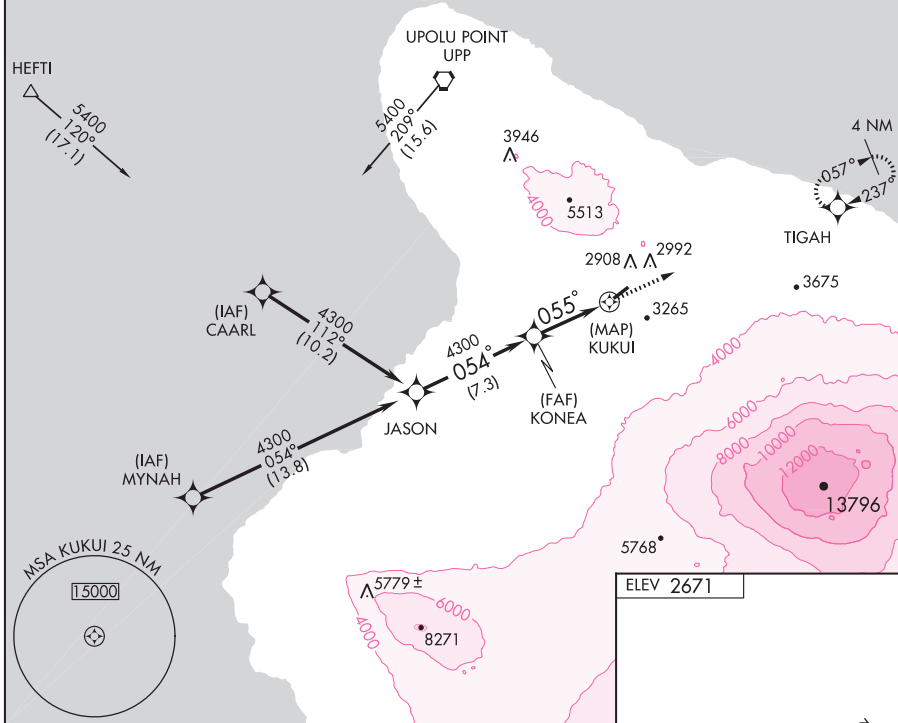 UPOLU POINT
UPP
HEFTI
5400
120°
(17.1)
5400
209°
(15.6)
3946
4000
5513
4 NM
057°
237°
TIGAH
2908
2992
3675
3265
(IAF)
CAARL
4300
112°
(10.2)
055°
(MAP)
KUKUI
4300
054°
(7.3)
(FAF)
KONEA
JASON
4000
6000
8000
10000
12000
13796
(IAF)
MYNAH
4300
054°
(13.8)
5768
MSA KUKUI 25 NM
15000
5779 ±
6000
4000
8271
ELEV 2671